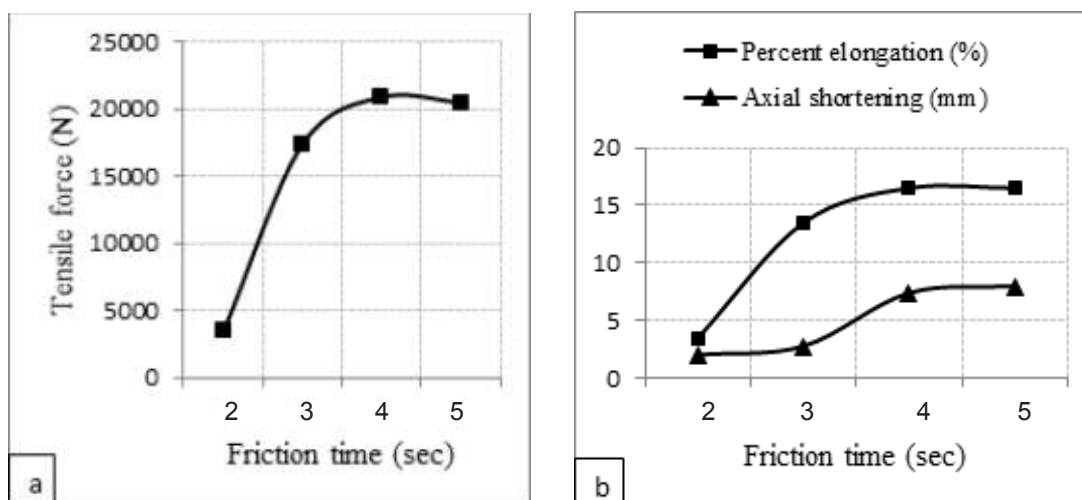 25000
20000
15000
10000
5000
0
Tensile force (N)
2 3 4 5
Friction time (sec)
a
Percent elongation (%)
Axial shortening (mm)
20
15
10
5
0
2 3 4 5
Friction time (sec)
b